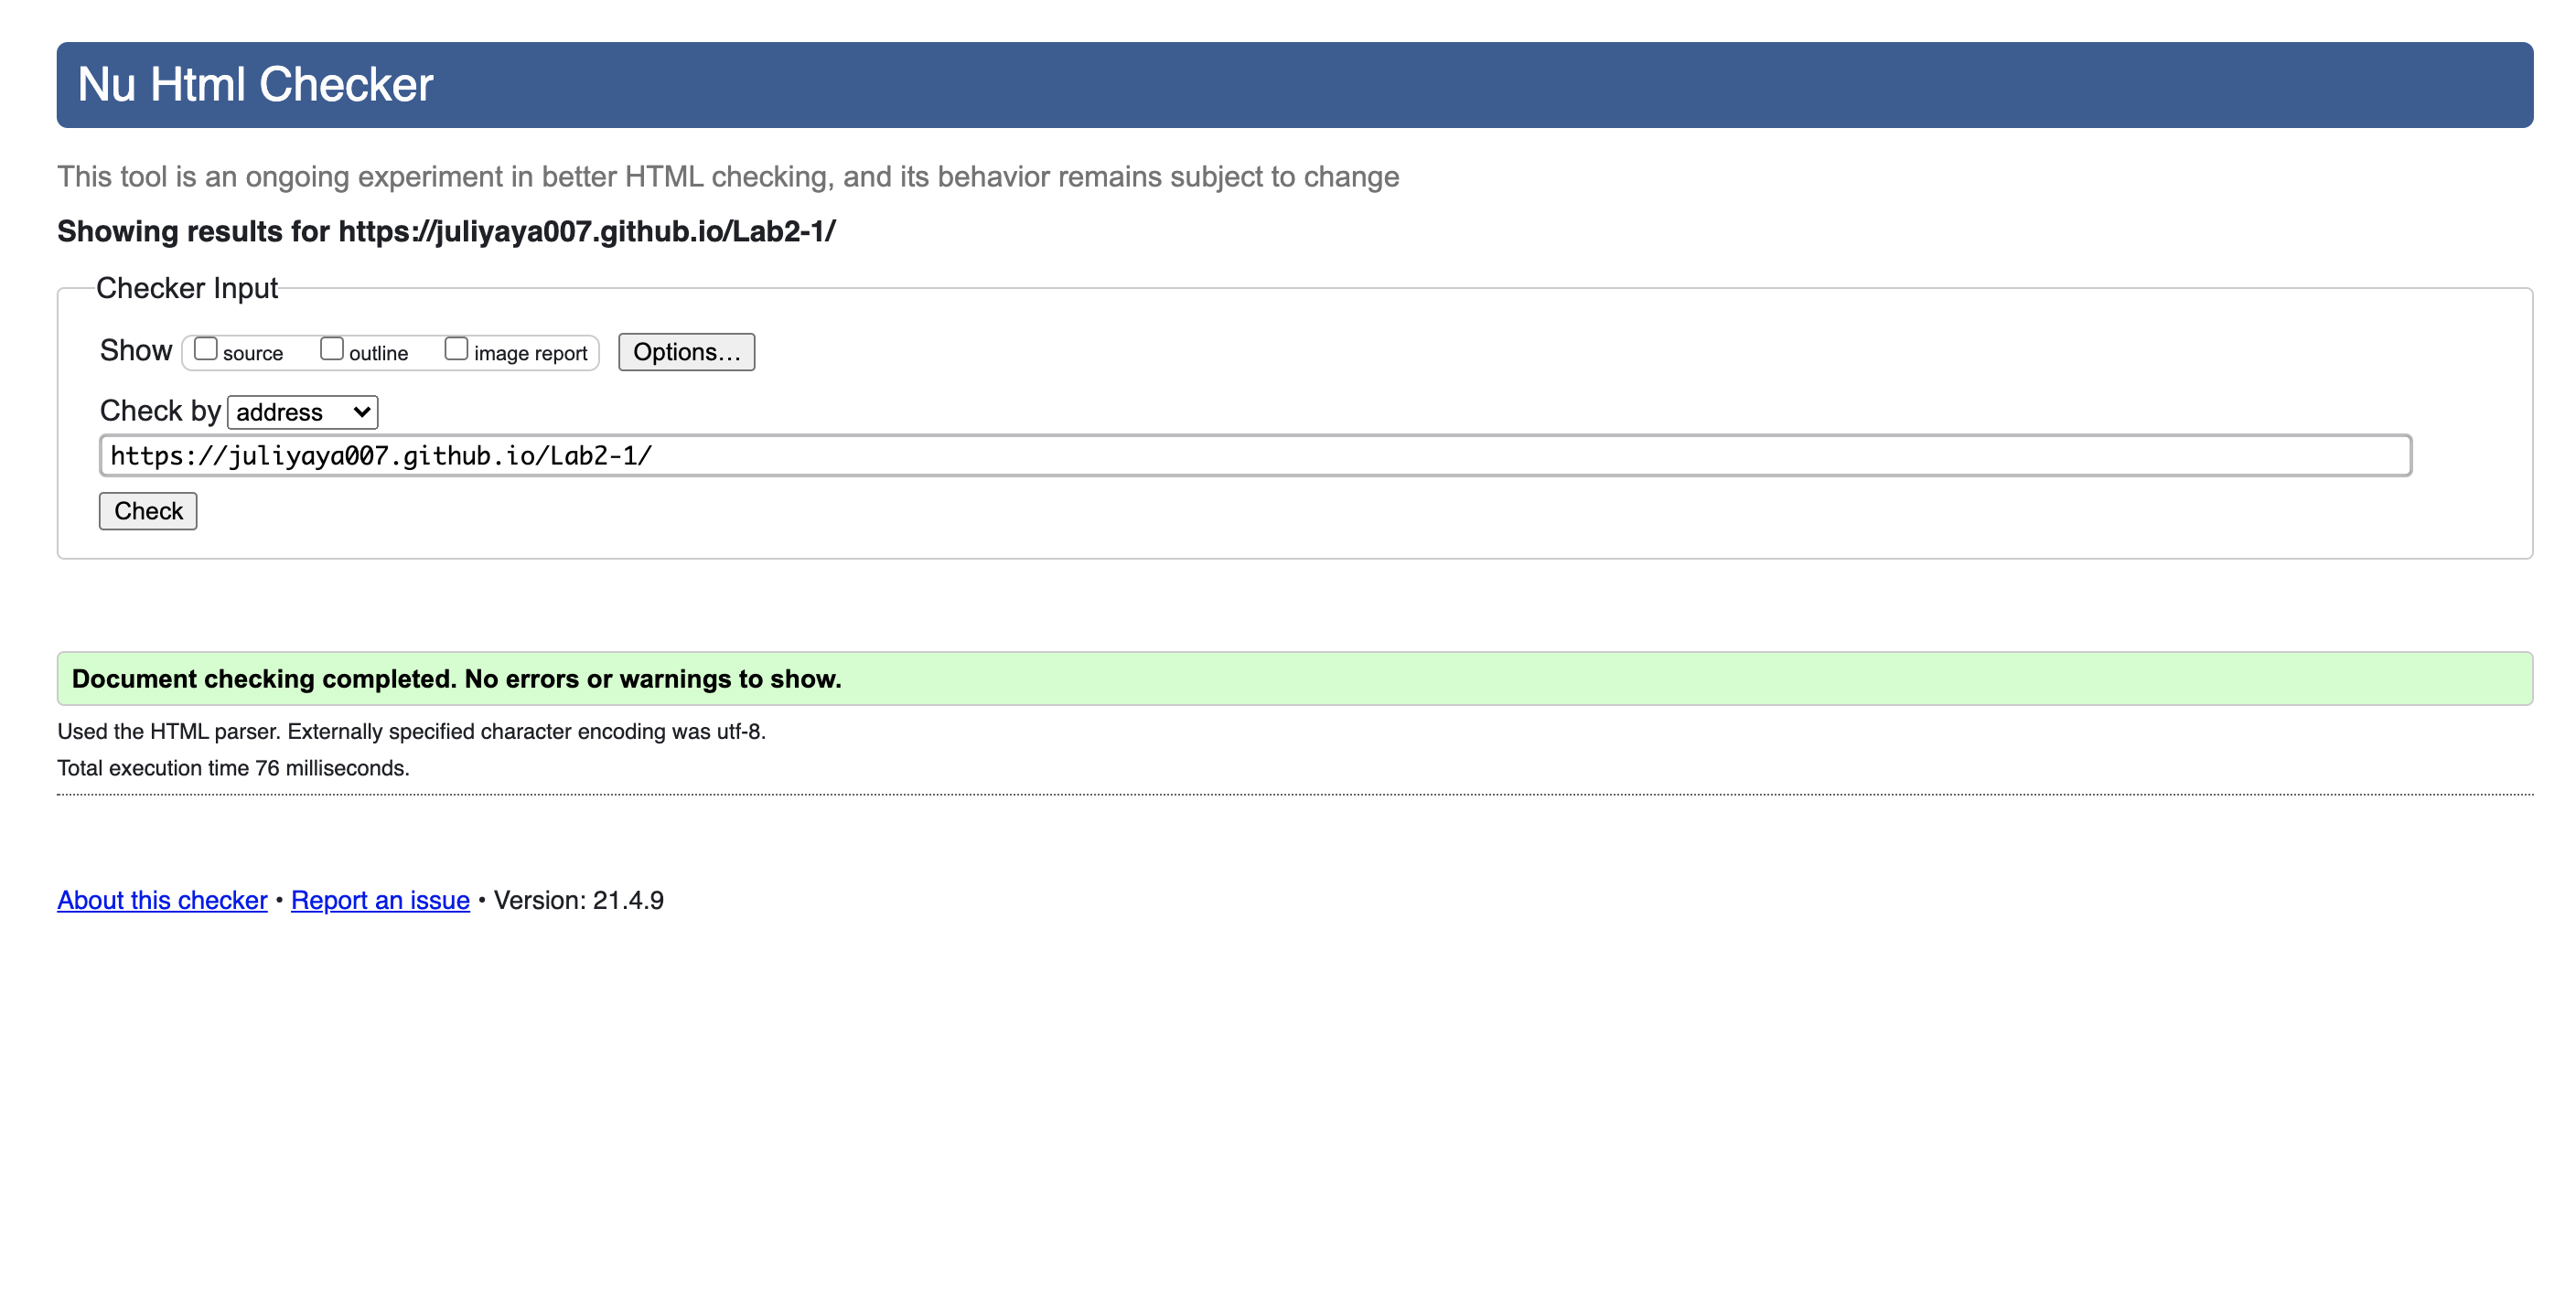 Nu Html Checker
This tool is an ongoing experiment in better HTML checking, and its behavior remains subject to change
Showing results for https://juliyaya007.github.io/Lab2-1/
Checker Input
Show source outline image report Options…
Check by address
https://juliyaya007.github.io/Lab2-1/
Check
Document checking completed. No errors or warnings to show.
Used the HTML parser. Externally specified character encoding was utf-8.
Total execution time 76 milliseconds.
About this checker • Report an issue • Version: 21.4.9